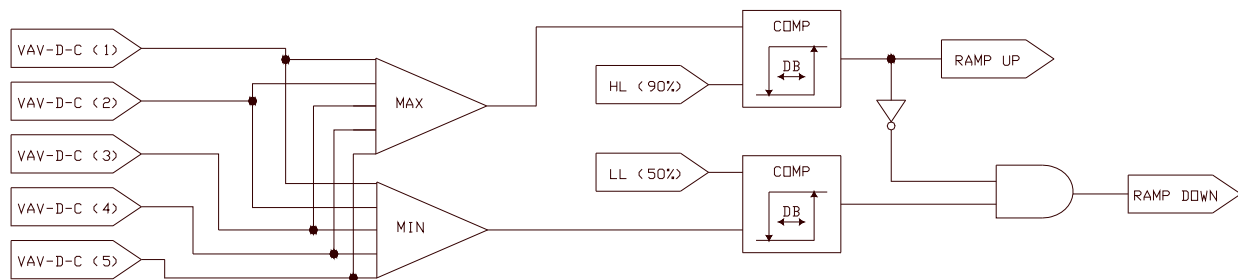 VAV-D-C (1)
VAV-D-C (2)
VAV-D-C (3)
VAV-D-C (4)
VAV-D-C (5)
MAX
MIN
HL (90%)
LL (50%)
COMP
DB
COMP
DB
RAMP UP
RAMP DOWN